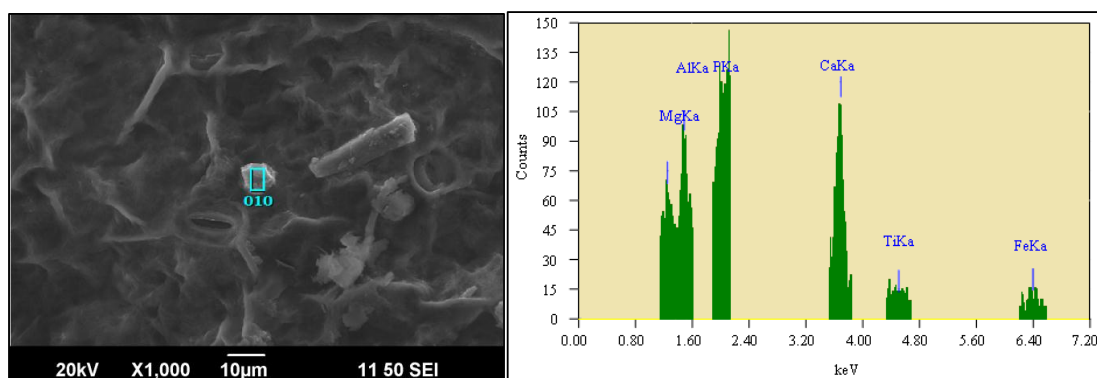 010
20kV X1,000 10μm 11 50 SEI
Counts
150
135
120
105
90
75
60
45
30
15
0
MgKa
AlKa
PKa
CaKa
TiKa
FeKa
0.00 0.80 1.60 2.40 3.20 4.00 4.80 5.60 6.40 7.20
keV